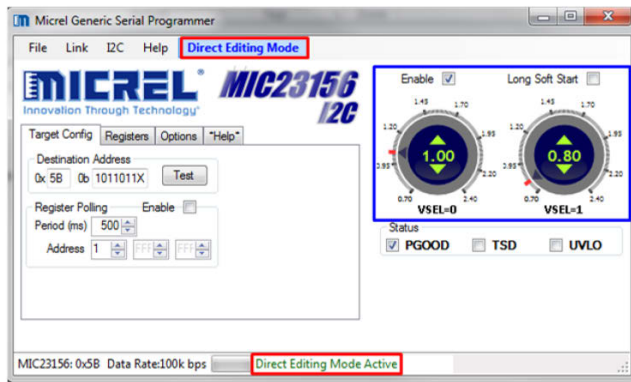 Micrel Generic Serial Programmer
File Link I2C Help Direct Editing Mode
MICREL®
Innovation Through Technology®
MIC23156
I2C
Target Config Registers Options "Help"
Destination Address
0x 5B 0b 1011011X Test
Register Polling Enable
Period (ms) 500
Address 1 FFF FFF
Enable Long Soft Start
1.45 1.70
1.20 1.95
0.95 2.20
0.70 2.40
1.00
VSEL=0
1.45 1.70
1.20 1.95
0.95 2.20
0.70 2.40
0.80
VSEL=1
Status
PGOOD TSD UVLO
MIC23156: 0x5B Data Rate:100k bps Direct Editing Mode Active